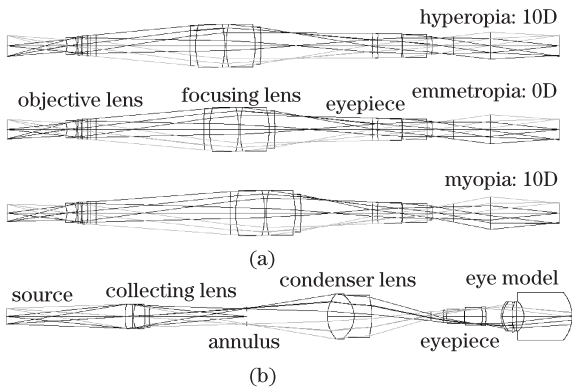 hyperopia: 10D
emmetropia: 0D
objective lens
focusing lens
eyepiece
myopia: 10D
(a)
source
collecting lens
condenser lens
eye model
annulus
eyepiece
(b)